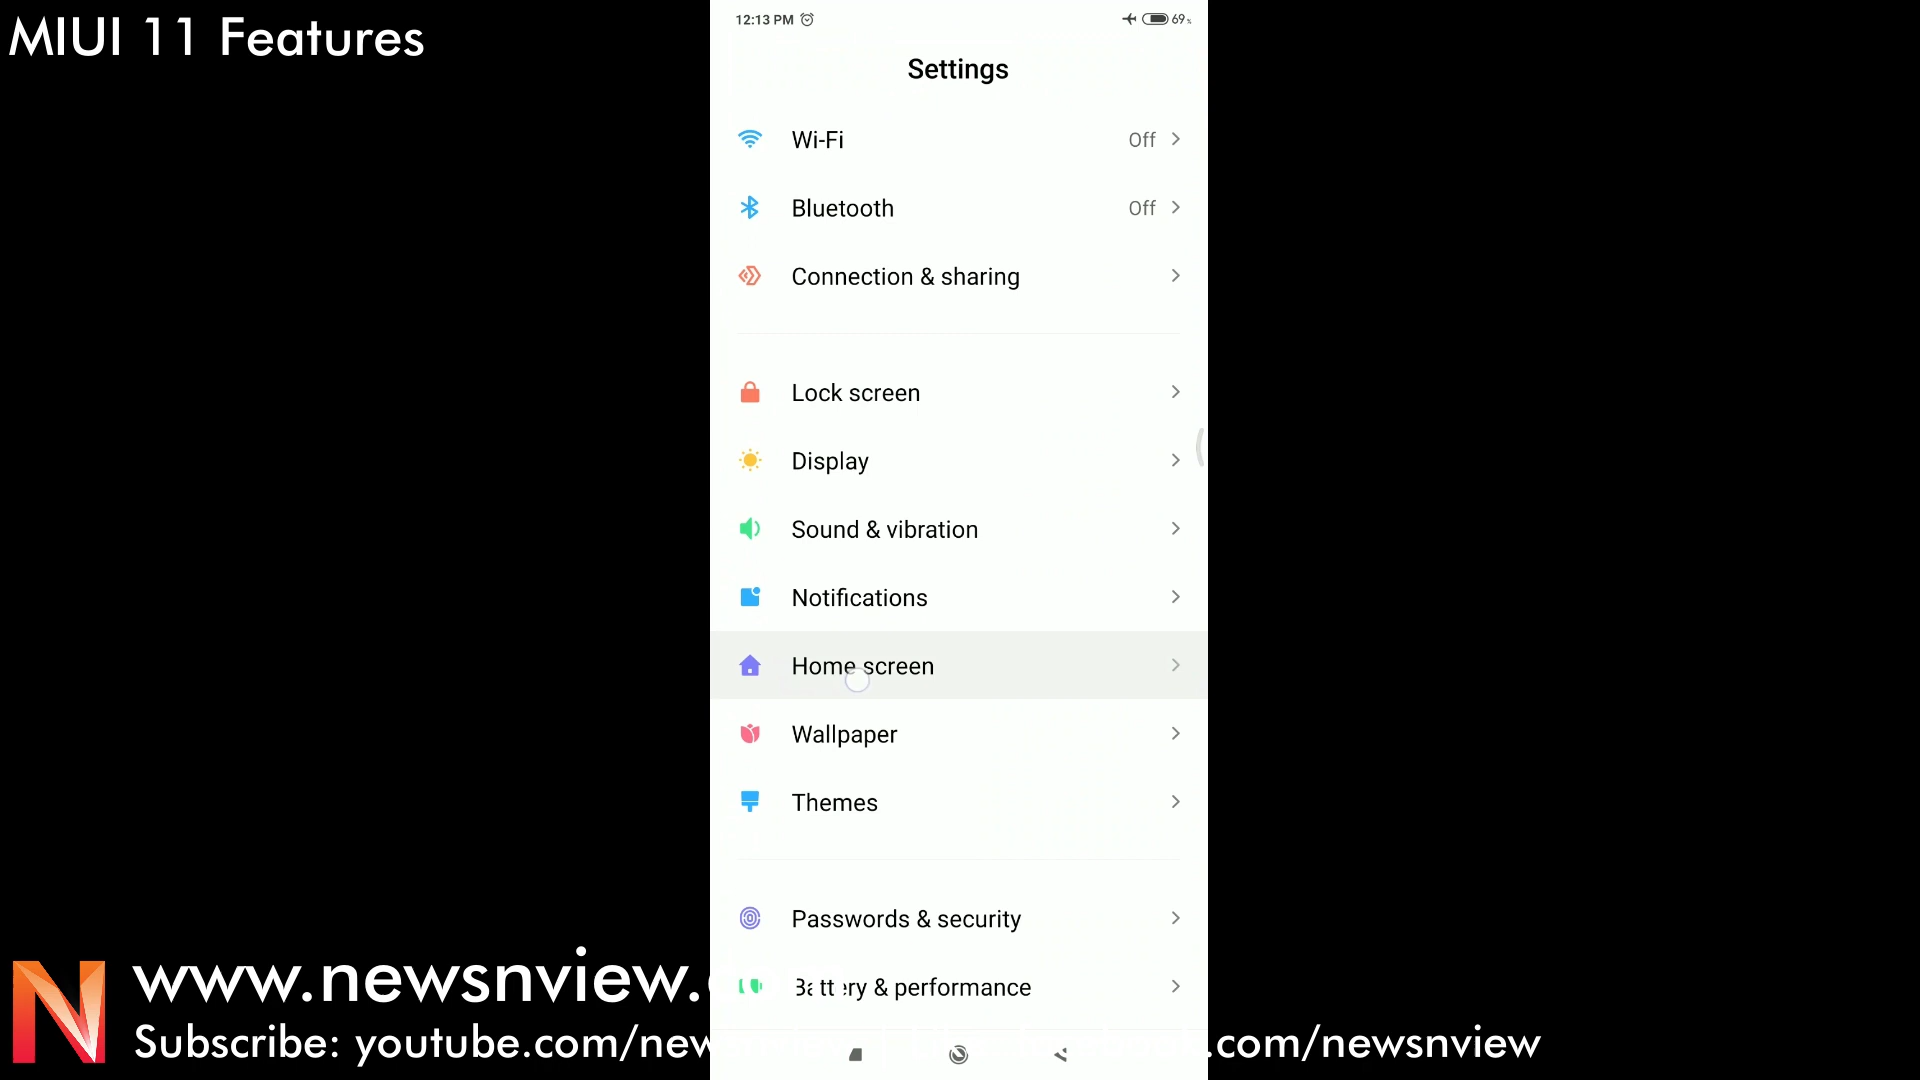 MIUI 11 Features
12:13 PM
69%
Settings
Wi-Fi Off
Bluetooth Off
Connection & sharing
Lock screen
Display
Sound & vibration
Notifications
Home screen
Wallpaper
Themes
Passwords & security
Battery & performance
www.newsnview.
Subscribe: youtube.com/new .com/newsnview